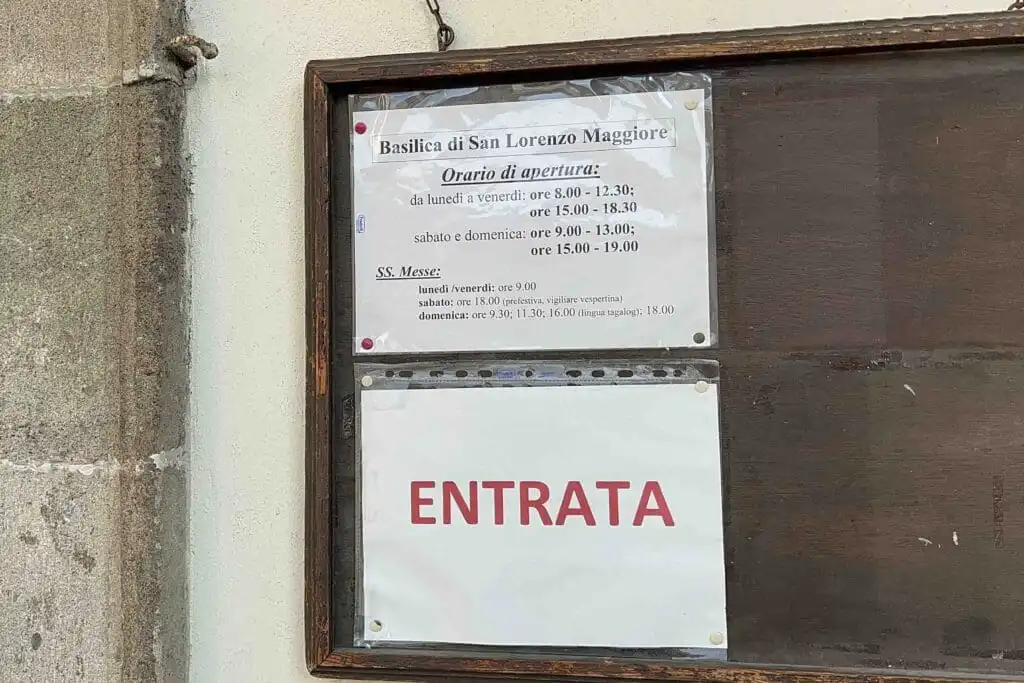 Basilica di San Lorenzo Maggiore
Orario di apertura:
da lunedì a venerdì: ore 8.00 - 12.30;
ore 15.00 - 18.30
sabato e domenica: ore 9.00 - 13.00;
ore 15.00 - 19.00
SS. Messe:
lunedì /venerdì: ore 9.00
sabato: ore 18.00 (prefestiva, vigiliare vespertina)
domenica: ore 9.30; 11.30; 16.00 (lingua tagalog); 18.00
ENTRATA